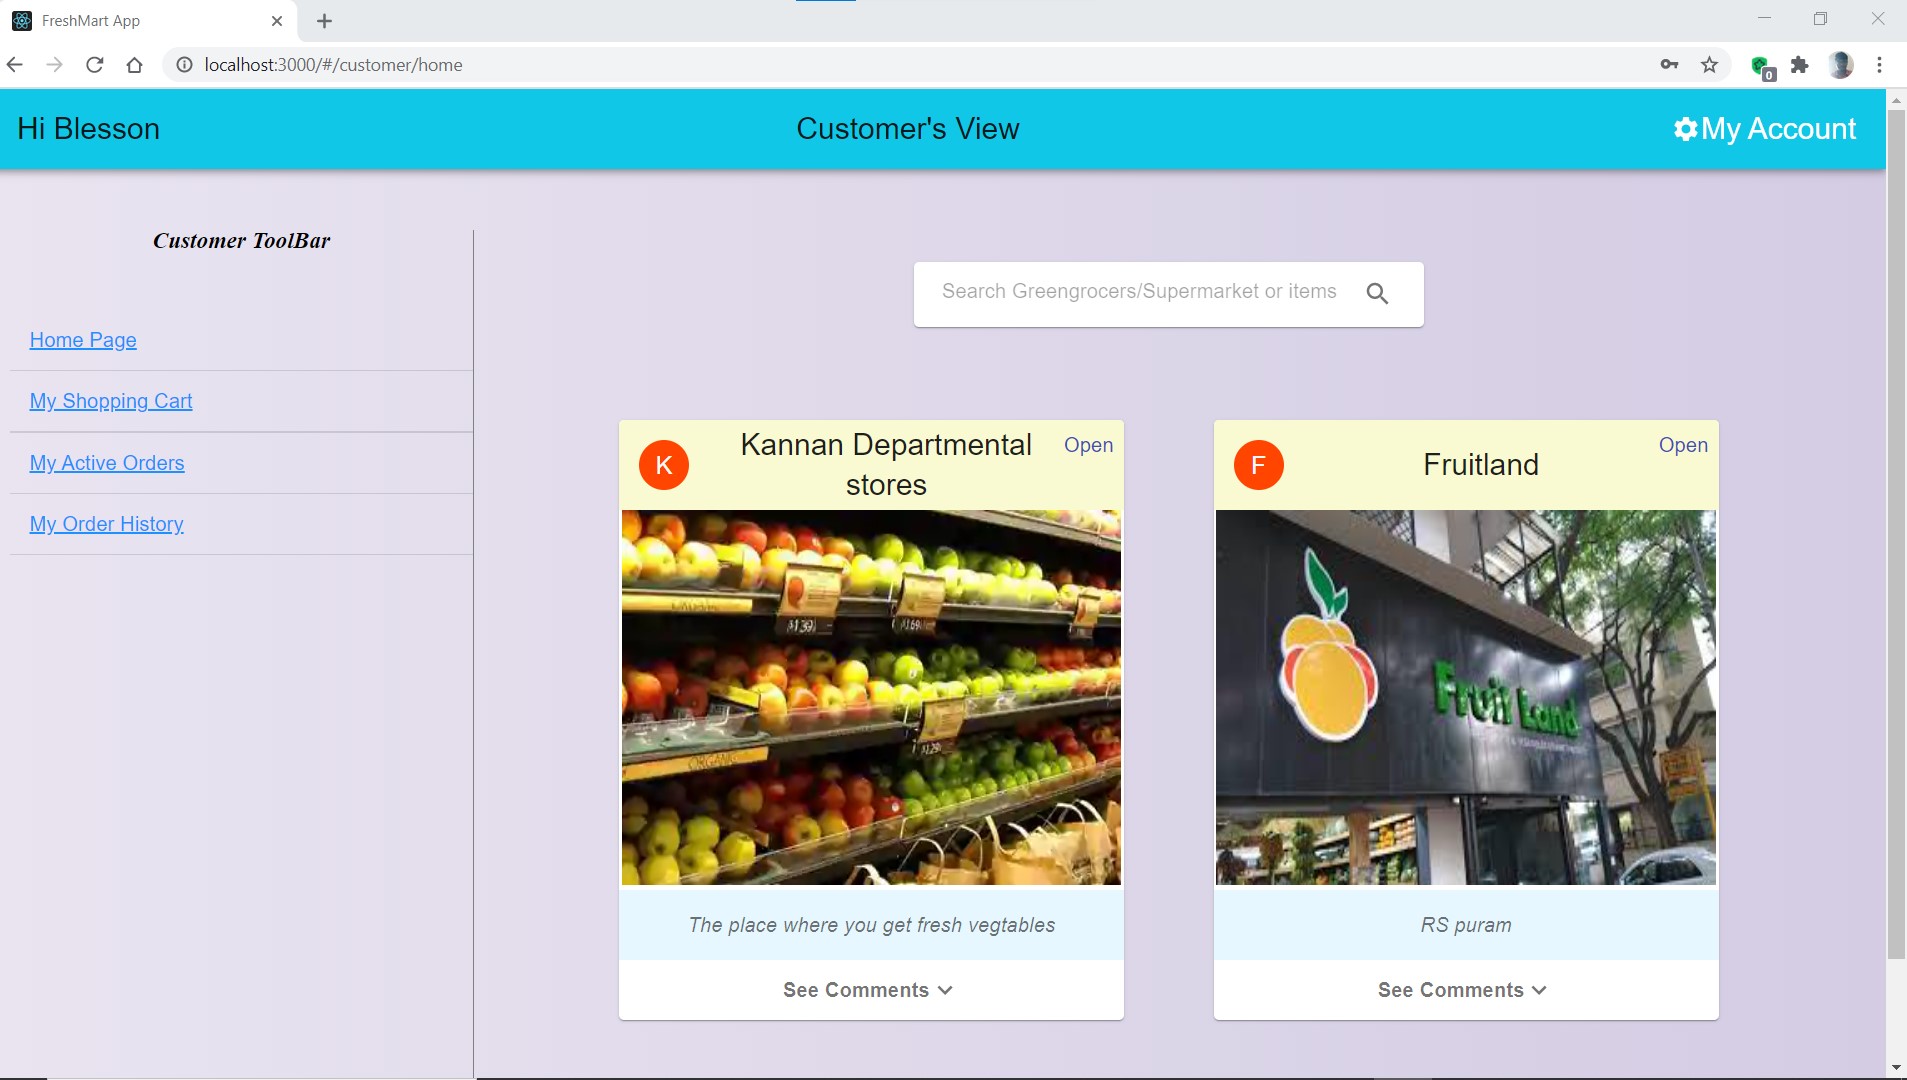 FreshMart App
localhost:3000/#/customer/home
0
Hi Blesson
Customer's View
My Account
Customer ToolBar
Home Page
My Shopping Cart
My Active Orders
My Order History
Search Greengrocers/Supermarket or items
K
Kannan Departmental
stores
Open
ORGANIC
The place where you get fresh vegtables
See Comments
F
Fruitland
Open
Fruit Land
RS puram
See Comments